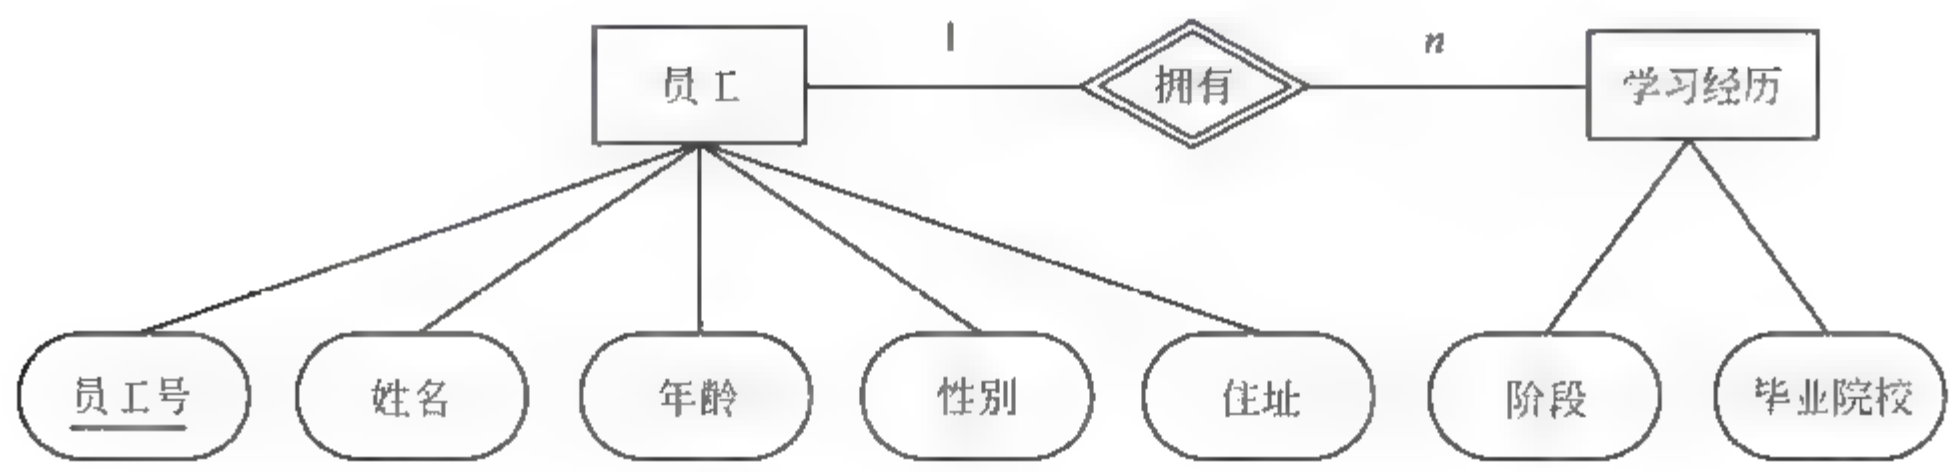 员工 1 拥有 n 学习经历
员工号 姓名 年龄 性别 住址 阶段 毕业院校